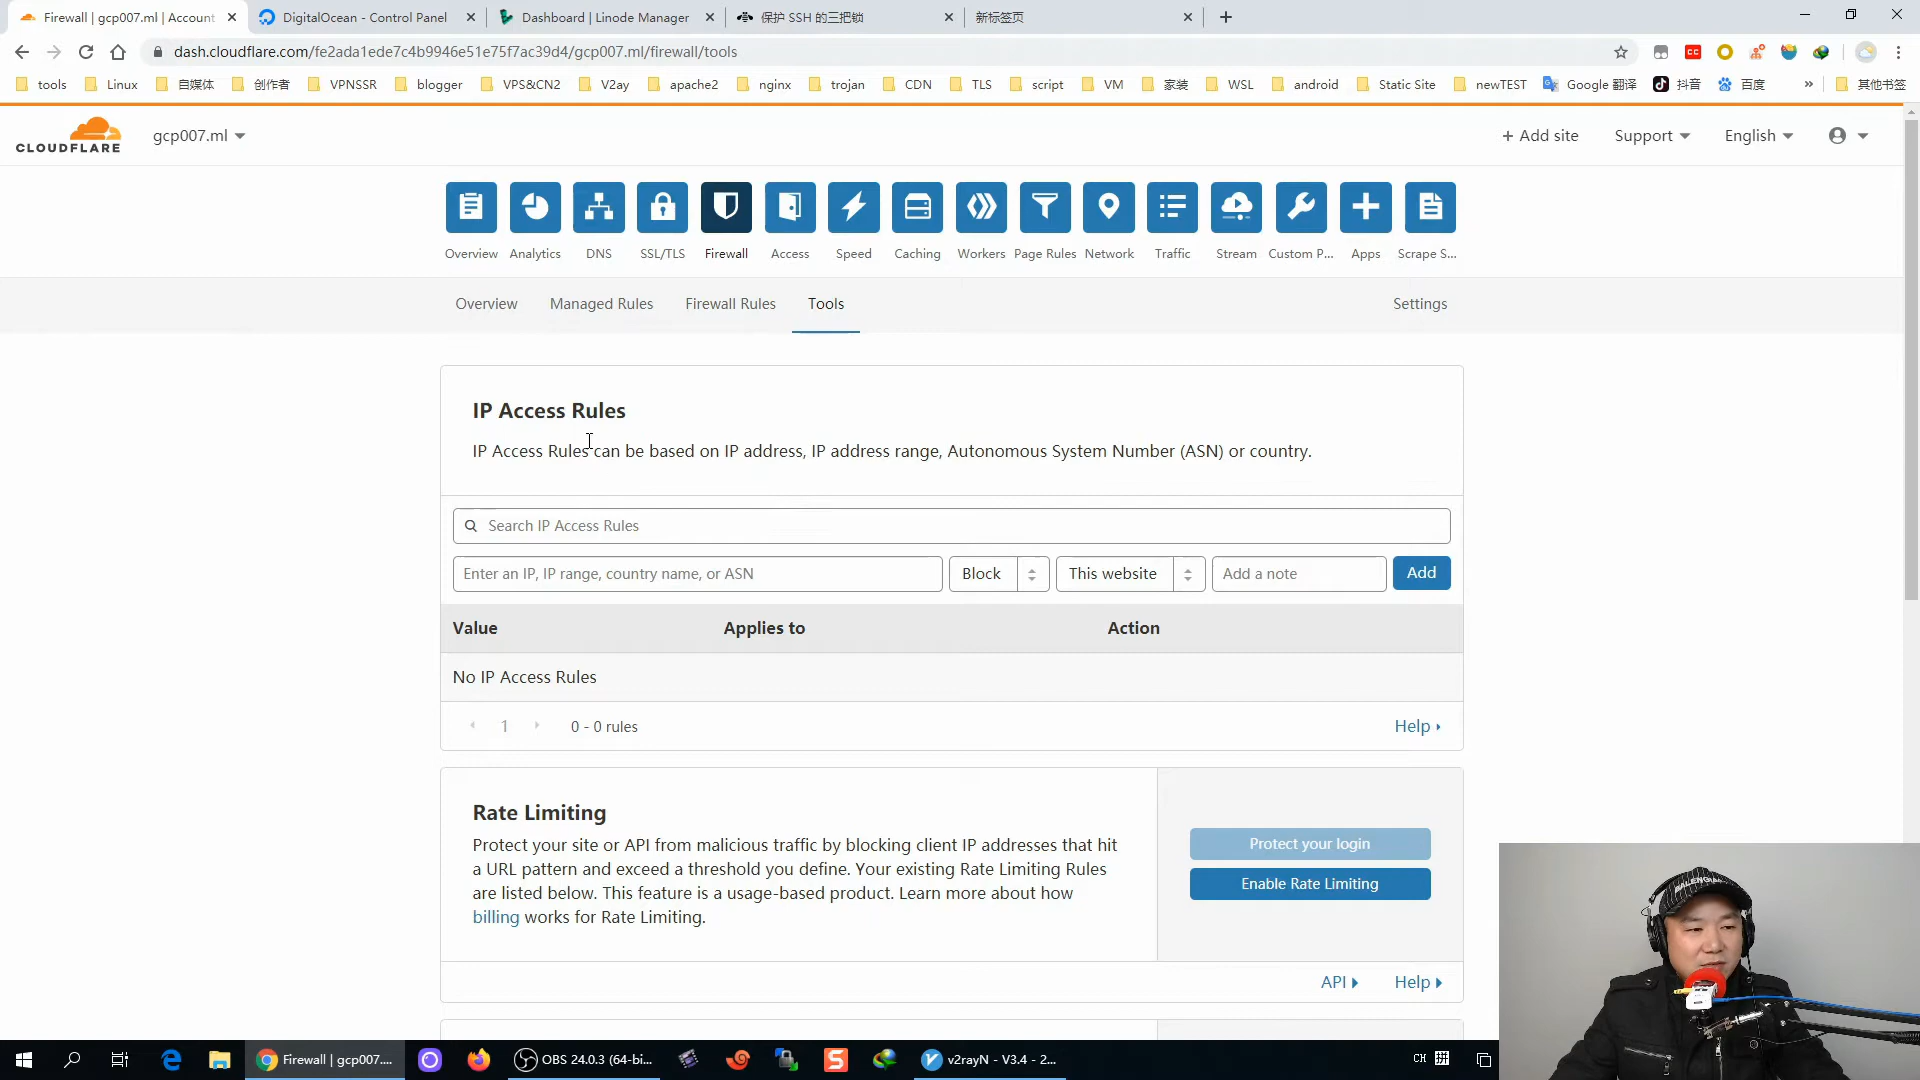 Firewall | gcp007.ml | Account
DigitalOcean - Control Panel
Dashboard | Linode Manager
保护 SSH 的三把锁
新标签页
dash.cloudflare.com/fe2ada1ede7c4b9946e51e75f7ac39d4/gcp007.ml/firewall/tools
tools
Linux
自媒体
创作者
VPNSSR
blogger
VPS&CN2
V2ay
apache2
nginx
trojan
CDN
TLS
script
VM
家装
WSL
android
Static Site
newTEST
Google 翻译
抖音
百度
»
其他书签
CLOUDFLARE
gcp007.ml
+ Add site
Support
English
Overview
Analytics
DNS
SSL/TLS
Firewall
Access
Speed
Caching
Workers
Page Rules
Network
Traffic
Stream
Custom P...
Apps
Scrape S...
Overview
Managed Rules
Firewall Rules
Tools
Settings
IP Access Rules
IP Access Rules can be based on IP address, IP address range, Autonomous System Number (ASN) or country.
Search IP Access Rules
Enter an IP, IP range, country name, or ASN
Block
This website
Add a note
Add
Value
Applies to
Action
No IP Access Rules
1
0 - 0 rules
Help
Rate Limiting
Protect your site or API from malicious traffic by blocking client IP addresses that hit
a URL pattern and exceed a threshold you define. Your existing Rate Limiting Rules
are listed below. This feature is a usage-based product. Learn more about how
billing works for Rate Limiting.
Protect your login
Enable Rate Limiting
API
Help
Firewall | gcp007....
OBS 24.0.3 (64-bi...
v2rayN - V3.4 - 2...
CH 拼